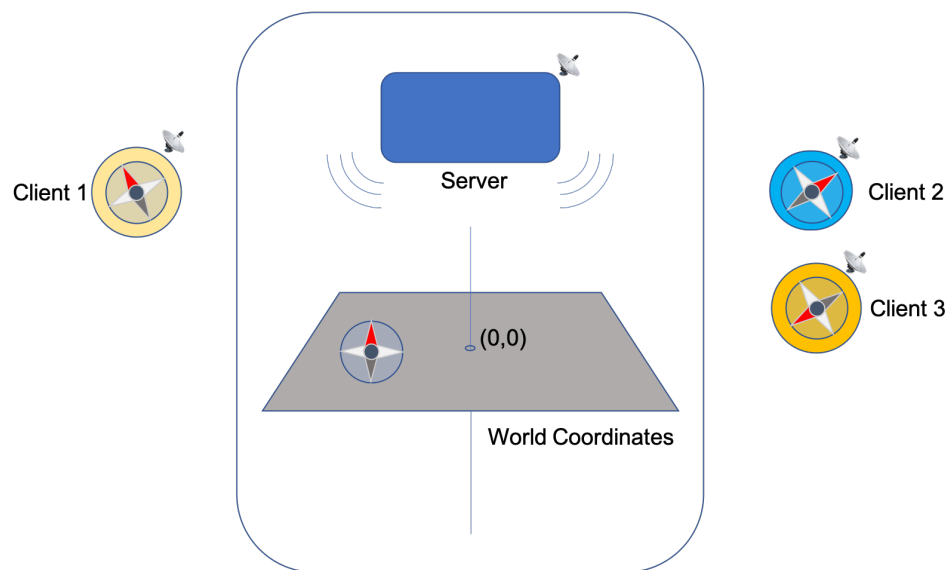 Server
Client 1
Client 2
Client 3
(0,0)
World Coordinates